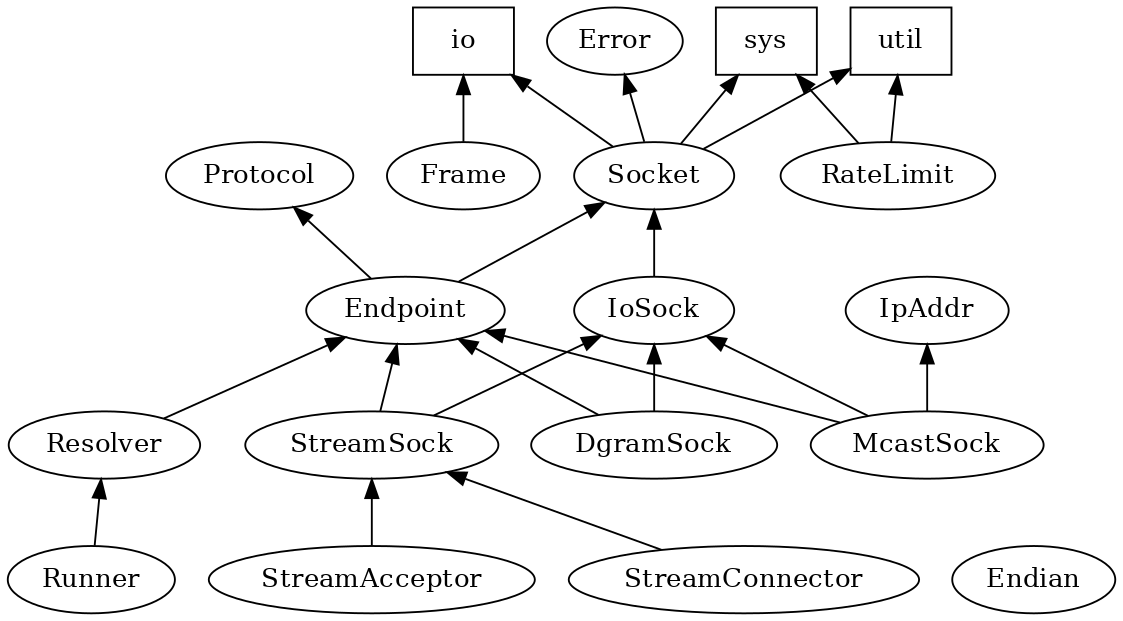 io
Error
sys
util
Protocol
Frame
Socket
RateLimit
Endpoint
IoSock
IpAddr
Resolver
StreamSock
DgramSock
McastSock
Runner
StreamAcceptor
StreamConnector
Endian